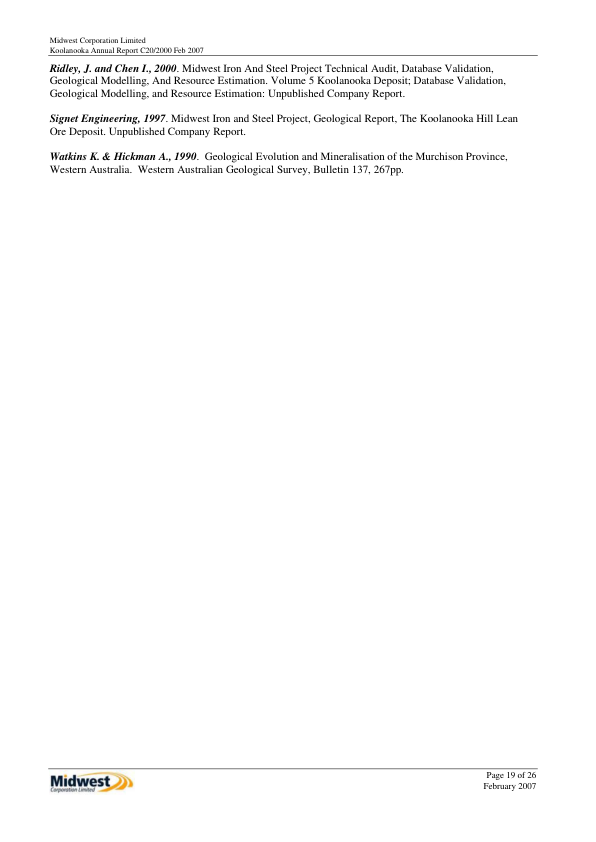 Midwest Corporation Limited
Koolanooka Annual Report C20/2000 Feb 2007
Ridley, J. and Chen I., 2000. Midwest Iron And Steel Project Technical Audit, Database Validation,
Geological Modelling, And Resource Estimation. Volume 5 Koolanooka Deposit; Database Validation,
Geological Modelling, and Resource Estimation: Unpublished Company Report.
Signet Engineering, 1997. Midwest Iron and Steel Project, Geological Report, The Koolanooka Hill Lean
Ore Deposit. Unpublished Company Report.
Watkins K. & Hickman A., 1990.  Geological Evolution and Mineralisation of the Murchison Province,
Western Australia.  Western Australian Geological Survey, Bulletin 137, 267pp.
Midwest
Corporation Limited
Page 19 of 26
February 2007